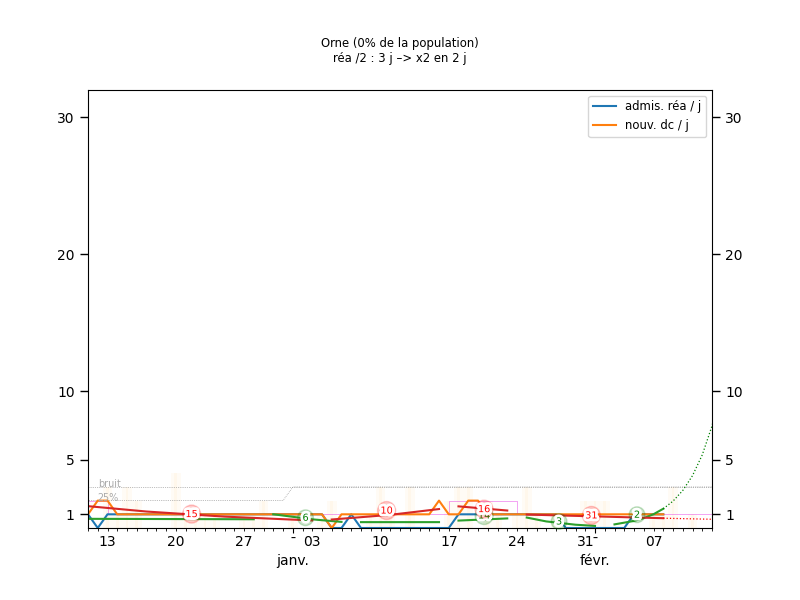 Orne (0% de la population)
réa /2 : 3 j –> x2 en 2 j
admis. réa / j
nouv. dc / j
30 30
20 20
10 10
5 5
bruit
25%
1 1
15 6 10 16 3 31 2
13 20 27 - 03 10 17 24 31- 07
janv. févr.